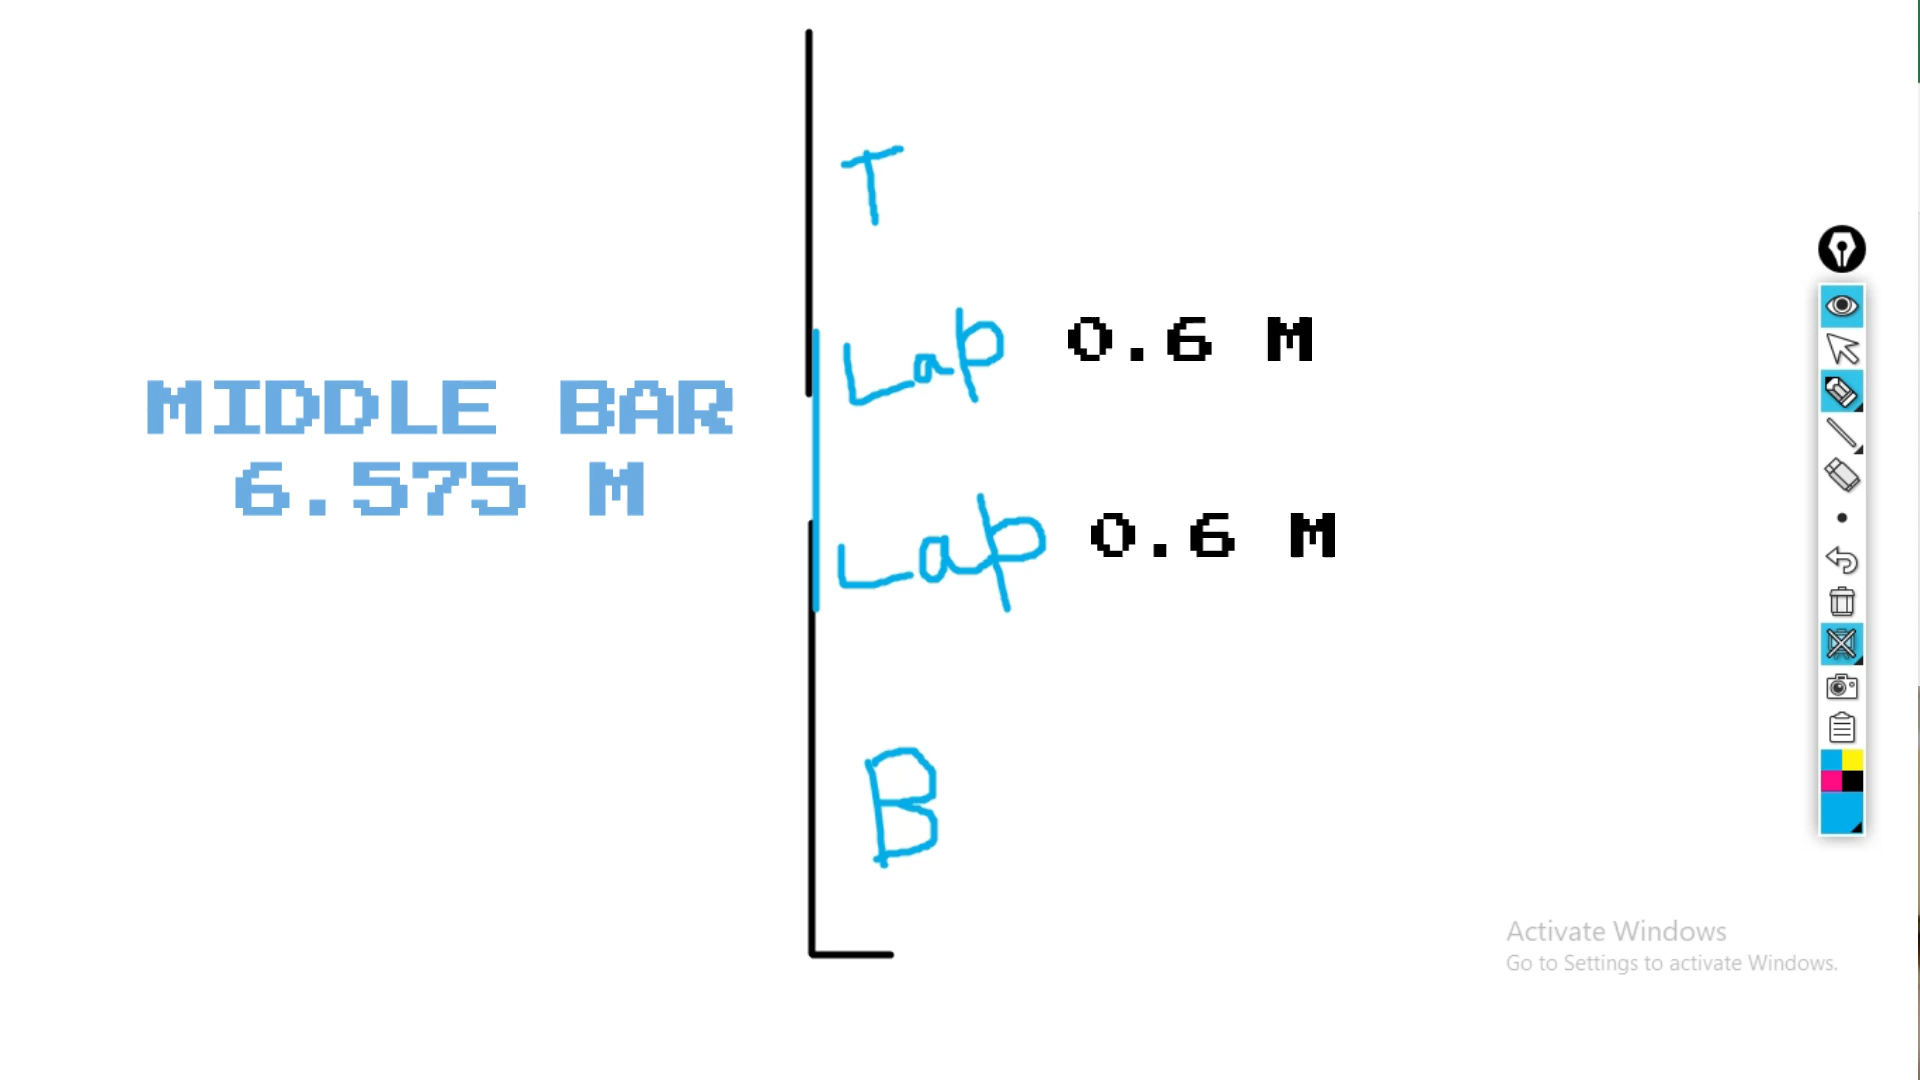 T
Lap 0.6 M
MIDDLE BAR
6.575 M
Lap 0.6 M
B
Activate Windows
Go to Settings to activate Windows.